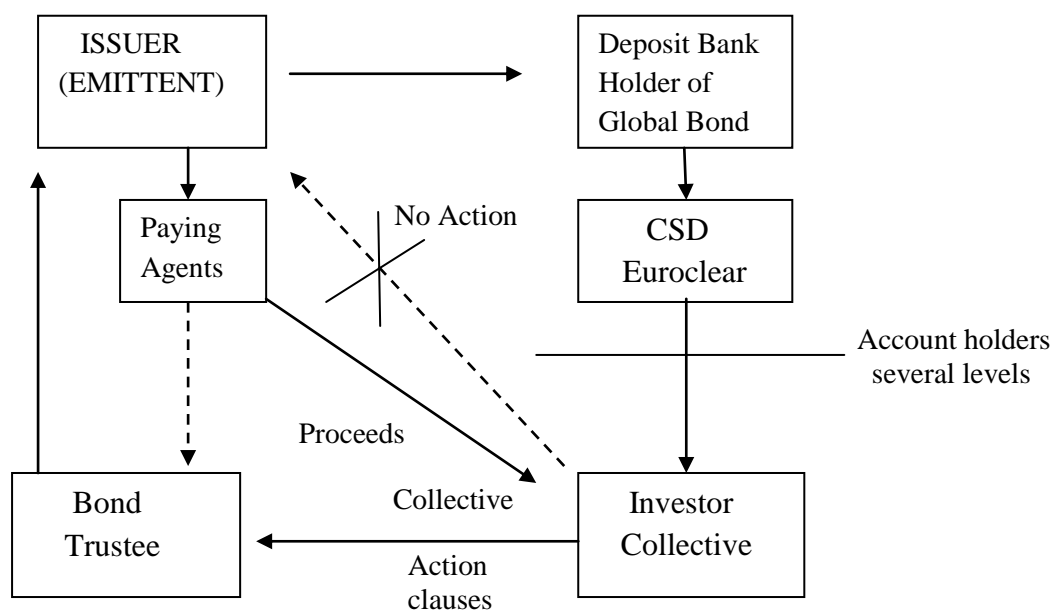 ISSUER
(EMITTENT)
Deposit Bank
Holder of
Global Bond
Paying
Agents
No Action
CSD
Euroclear
Account holders
several levels
Proceeds
Bond
Trustee
Collective
Action
clauses
Investor
Collective